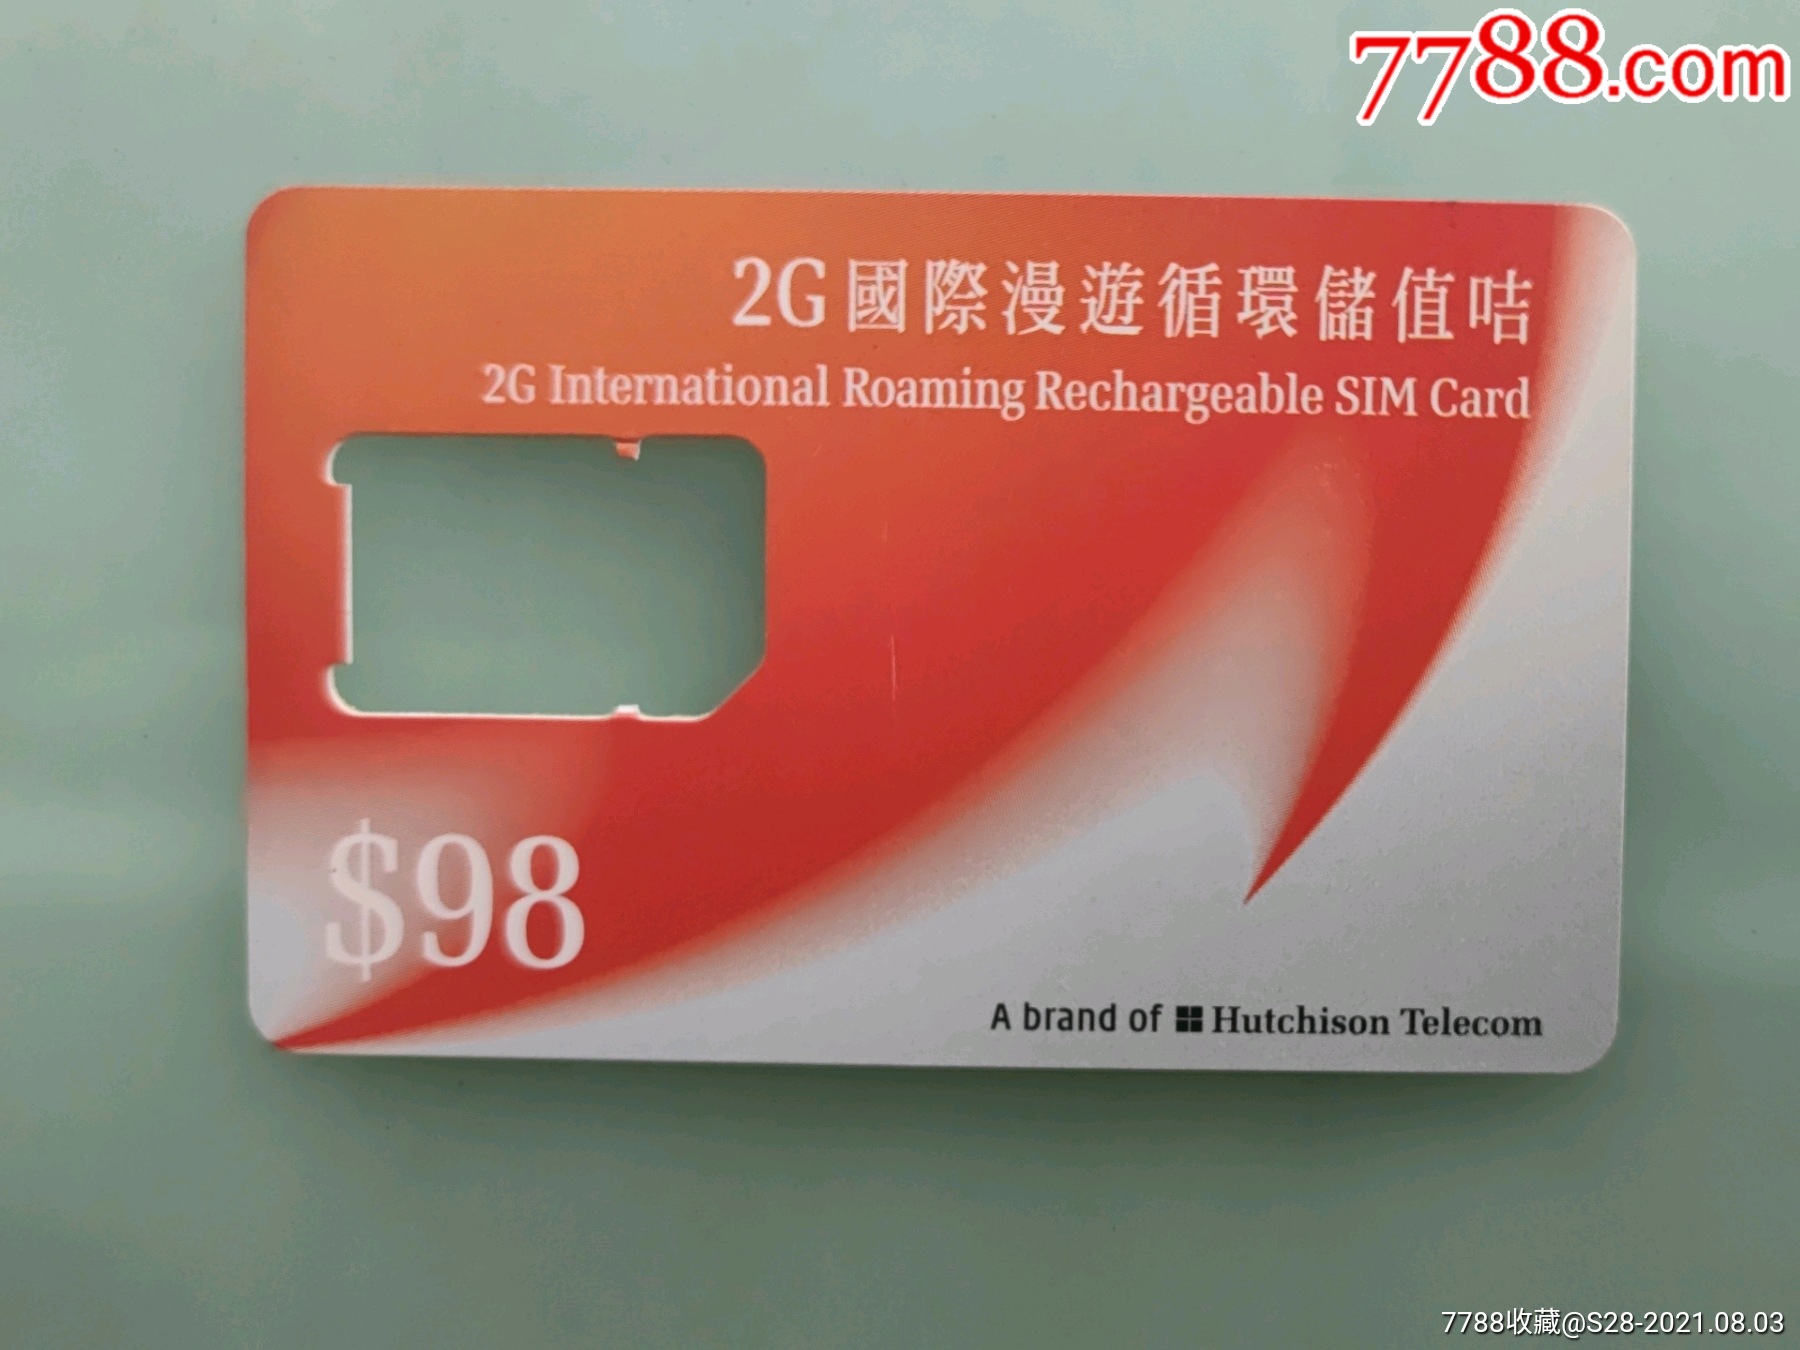 7788.com
2G國際漫遊循環儲值咭
2G International Roaming Rechargeable SIM Card
$98
A brand of Hutchison Telecom
7788收藏@S28-2021.08.03